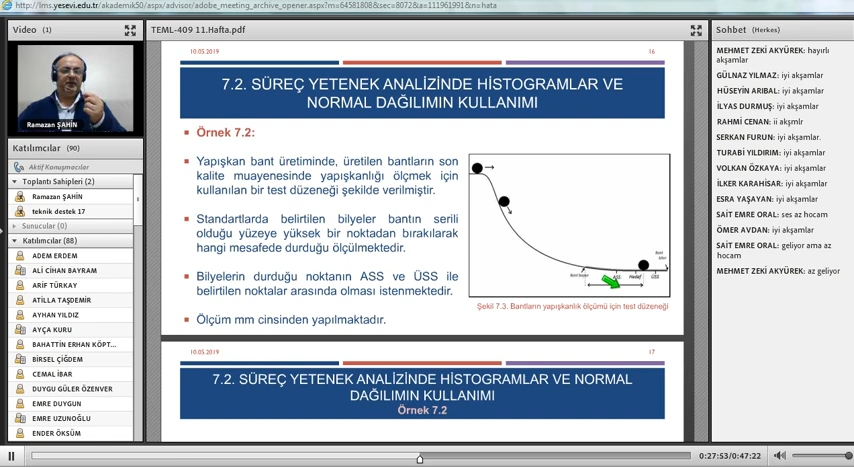 http://lms.yesevi.edu.tr/akademik50/aspx/advisor/adobe_meeting_archive_opener.aspx?m=64581808&sec=8072&a=111961991&n=hata
Video (1)
Ramazan ŞAHİN
Katılımcılar (90)
Aktif Konuşmacılar
Toplantı Sahipleri (2)
Ramazan ŞAHİN
teknik destek 17
Sunucular (0)
Katılımcılar (88)
ADEM ERDEM
ALİ CİHAN BAYRAM
ARİF TÜRKAY
ATİLLA TAŞDEMİR
AYHAN YILDIZ
AYÇA KURU
BAHATTİN ERHAN KÖPT...
BİRSEL ÇİĞDEM
CEMAL İBAR
DUYGU GÜLER ÖZENVER
EMRE DUYGUN
EMRE UZUNOĞLU
ENDER ÖKSÜM
TEML-409 11.Hafta.pdf
10.05.2019
16
7.2. SÜREÇ YETENEK ANALİZİNDE HİSTOGRAMLAR VE
NORMAL DAĞILIMIN KULLANIMI
Örnek 7.2:
Yapışkan bant üretiminde, üretilen bantların son
kalite muayenesinde yapışkanlığı ölçmek için
kullanılan bir test düzeneği şekilde verilmiştir.
Standartlarda belirtilen bilyeler bantın serili
olduğu yüzeye yüksek bir noktadan bırakılarak
hangi mesafede durduğu ölçülmektedir.
Bilyelerin durduğu noktanın ASS ve ÜSS ile
belirtilen noktalar arasında olması istenmektedir.
Ölçüm mm cinsinden yapılmaktadır.
ASS
Hedef
ÜSS
Şekil 7.3. Bantların yapışkanlık ölçümü için test düzeneği
10.05.2019
17
7.2. SÜREÇ YETENEK ANALİZİNDE HİSTOGRAMLAR VE NORMAL
DAĞILIMIN KULLANIMI
Örnek 7.2
Sohbet (Herkes)
MEHMET ZEKİ AKYÜREK: hayırlı
akşamlar
GÜLNAZ YILMAZ: iyi akşamlar
HÜSEYİN ARIBAL: iyi akşamlar
İLYAS DURMUŞ: iyi akşamlar
RAHMİ CENAN: ii akşmlr
SERKAN FURUN: iyi akşamlar.
TURABİ YILDIRIM: iyi akşamlar
VOLKAN ÖZKAYA: iyi akşamlar
İLKER KARAHİSAR: iyi akşamlar
ESRA YAŞAYAN: iyi akşamlar
SAİT EMRE ORAL: ses az hocam
ÖMER AVDAN: iyi akşamlar
SAİT EMRE ORAL: geliyor ama az
hocam
MEHMET ZEKİ AKYÜREK: az geliyor
0:27:53/0:47:22